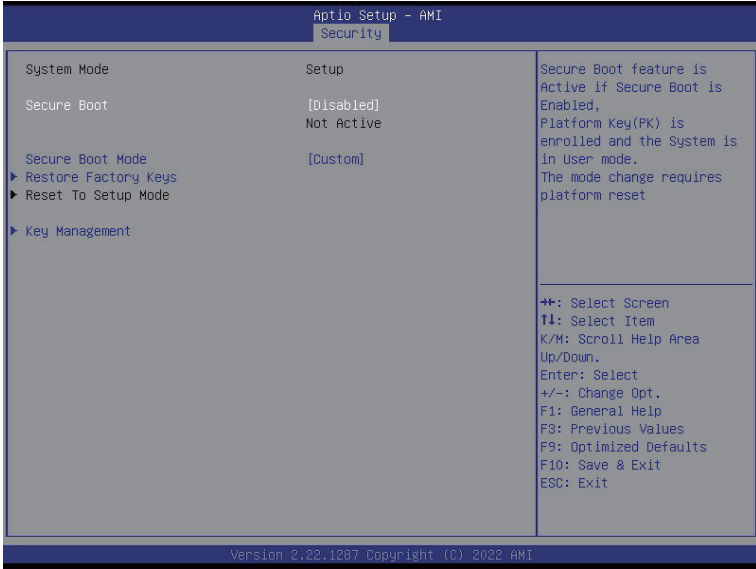 Aptio Setup – AMI
Security
System Mode Setup
Secure Boot [Disabled]
Not Active
Secure Boot Mode [Custom]
▶ Restore Factory Keys
▶ Reset To Setup Mode
▶ Key Management
Secure Boot feature is
Active if Secure Boot is
Enabled,
Platform Key(PK) is
enrolled and the System is
in User mode.
The mode change requires
platform reset
→←: Select Screen
↑↓: Select Item
K/M: Scroll Help Area
Up/Down.
Enter: Select
+/-: Change Opt.
F1: General Help
F3: Previous Values
F9: Optimized Defaults
F10: Save & Exit
ESC: Exit
Version 2.22.1287 Copyright (C) 2022 AMI